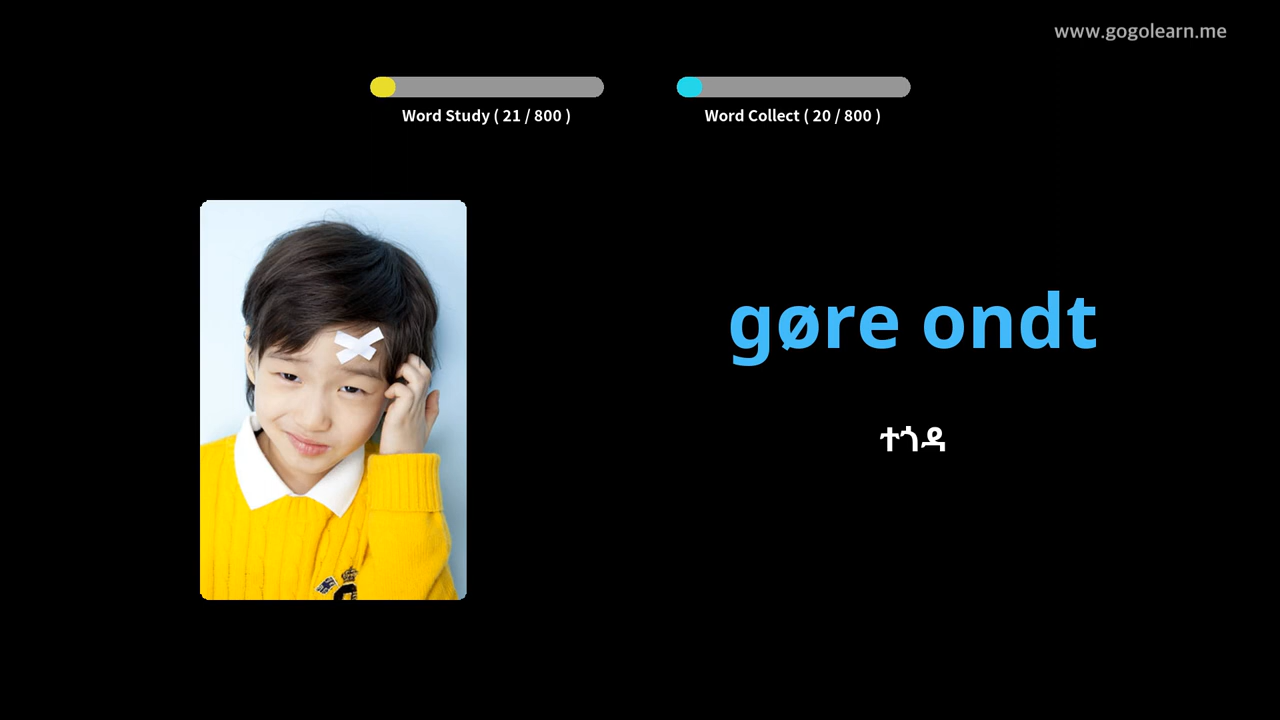 www.gogolearn.me
Word Study ( 21 / 800 )
Word Collect ( 20 / 800 )
gøre ondt
ተጎዳ